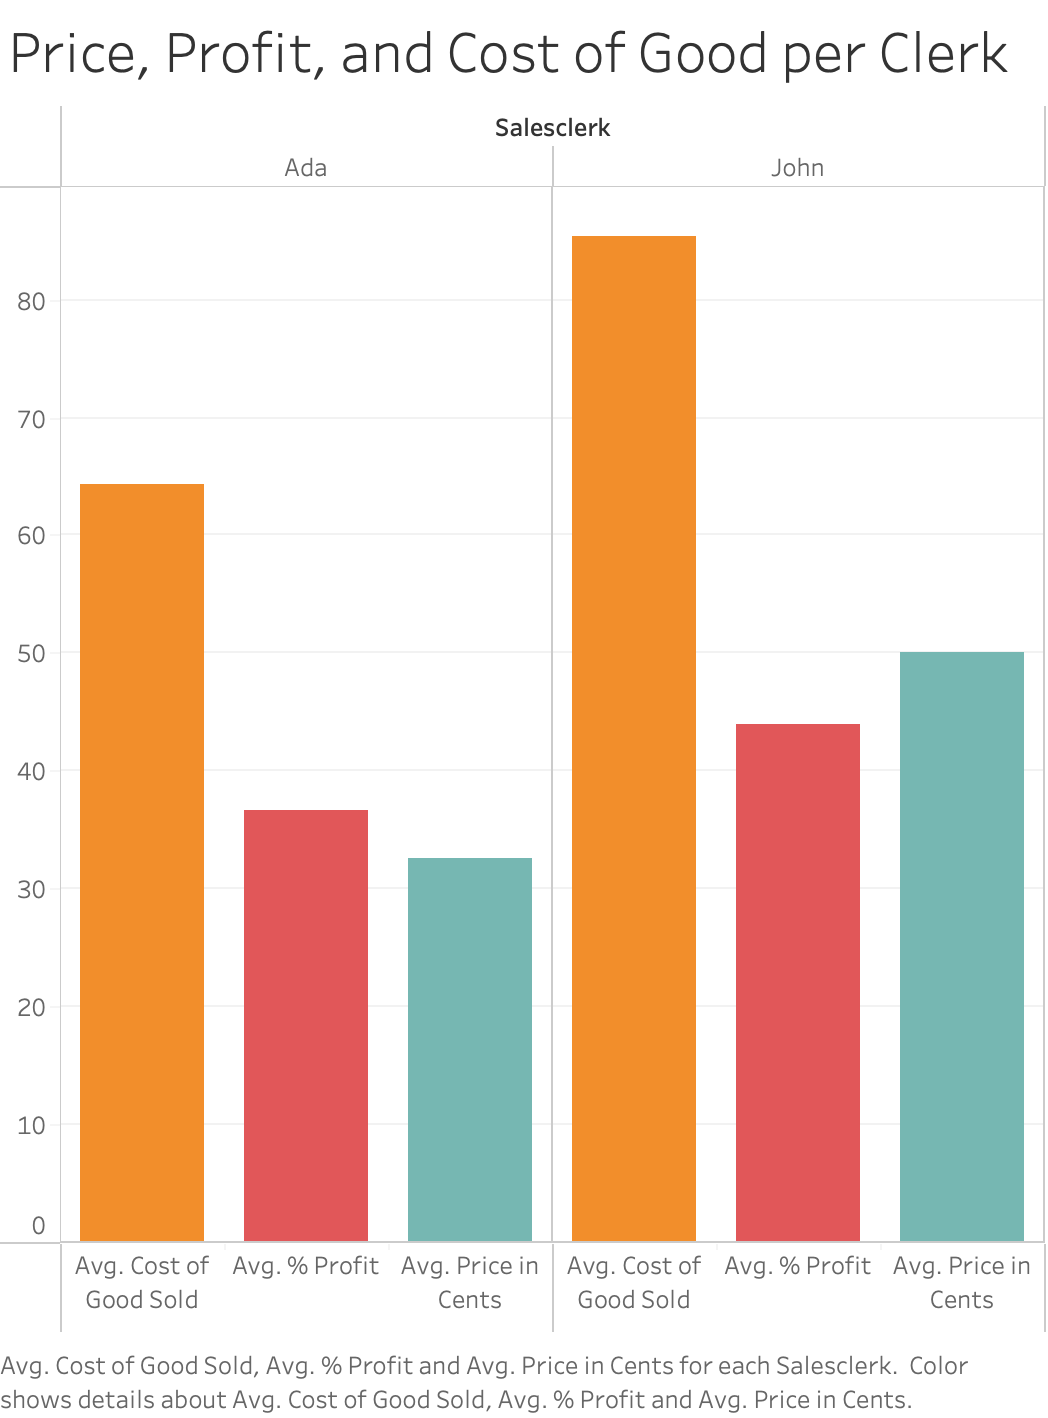 Price, Profit, and Cost of Good per Clerk
Salesclerk
Ada
John
80
70
60
50
40
30
20
10
0
Avg. Cost of
Good Sold
Avg. % Profit
Avg. Price in
Cents
Avg. Cost of
Good Sold
Avg. % Profit
Avg. Price in
Cents
Avg. Cost of Good Sold, Avg. % Profit and Avg. Price in Cents for each Salesclerk.  Color
shows details about Avg. Cost of Good Sold, Avg. % Profit and Avg. Price in Cents.